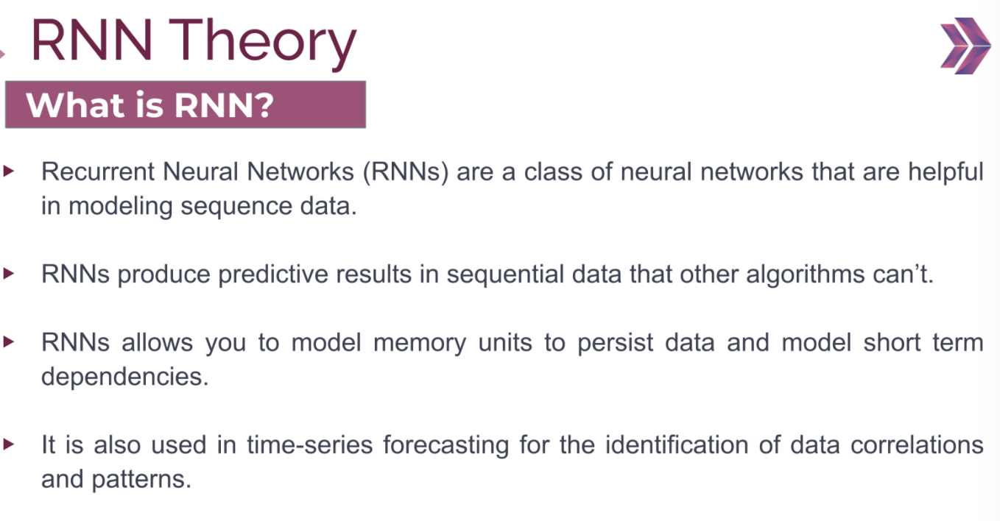 RNN Theory
What is RNN?
Recurrent Neural Networks (RNNs) are a class of neural networks that are helpful
in modeling sequence data.
RNNs produce predictive results in sequential data that other algorithms can’t.
RNNs allows you to model memory units to persist data and model short term
dependencies.
It is also used in time-series forecasting for the identification of data correlations
and patterns.